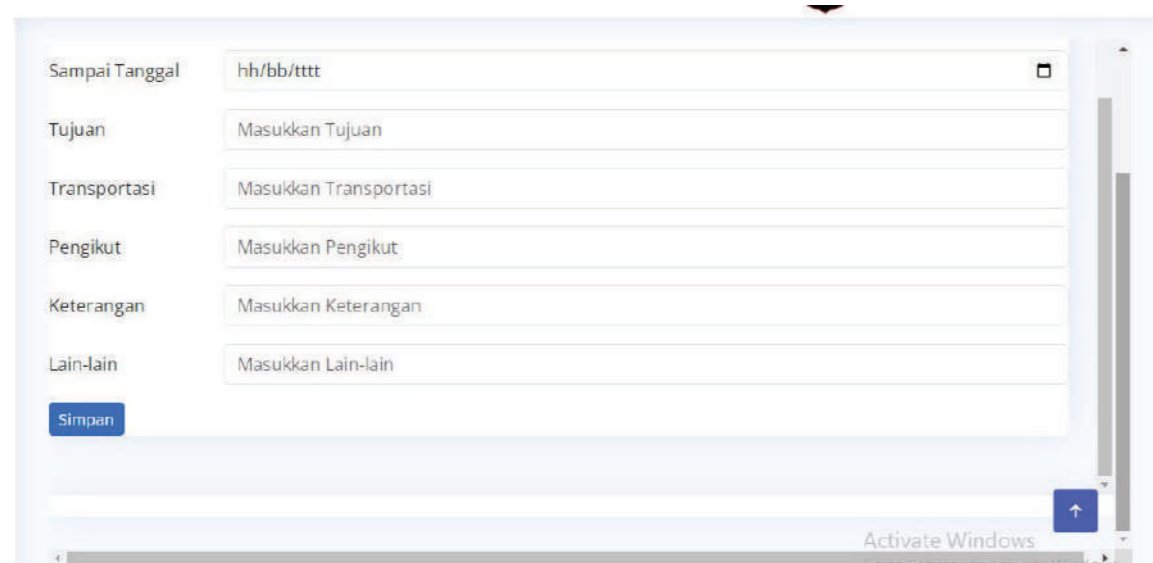 Sampai Tanggal hh/bb/tttt
Tujuan Masukkan Tujuan
Transportasi Masukkan Transportasi
Pengikut Masukkan Pengikut
Keterangan Masukkan Keterangan
Lain-lain Masukkan Lain-lain
Simpan
Activate Windows